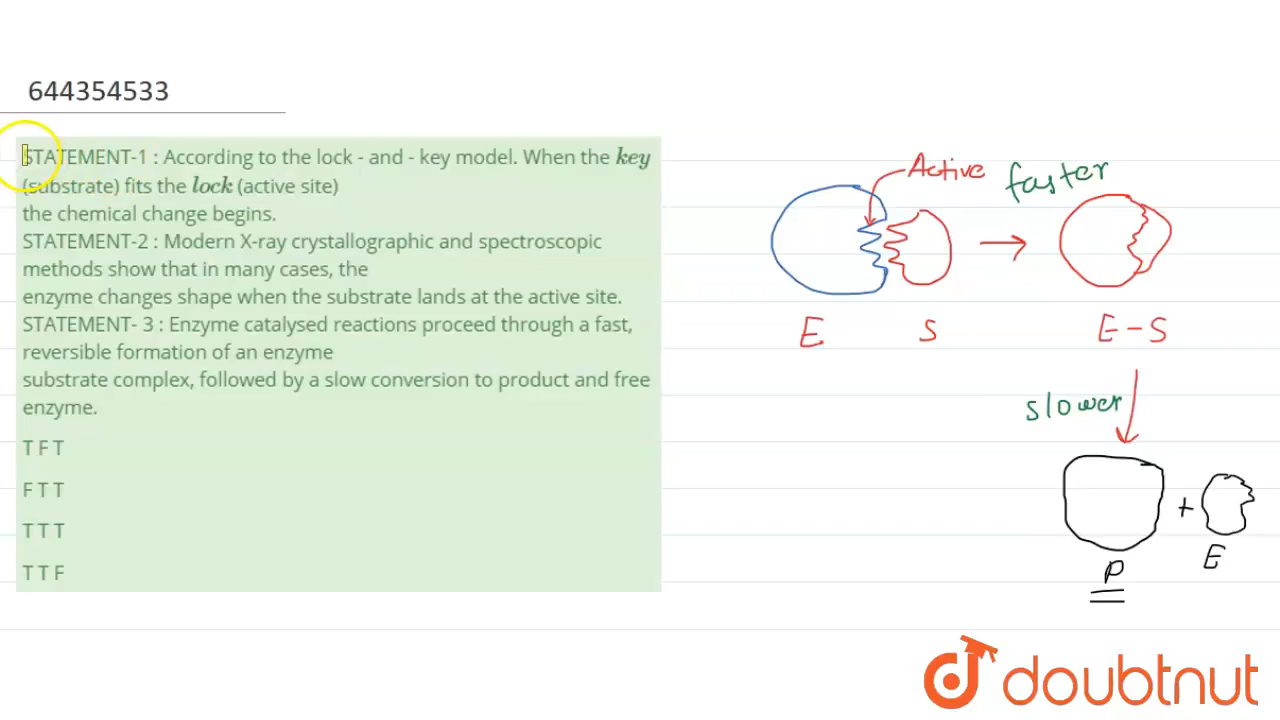 644354533
STATEMENT-1 : According to the lock - and - key model. When the key
(substrate) fits the lock (active site)
the chemical change begins.
STATEMENT-2 : Modern X-ray crystallographic and spectroscopic
methods show that in many cases, the
enzyme changes shape when the substrate lands at the active site.
STATEMENT- 3 : Enzyme catalysed reactions proceed through a fast,
reversible formation of an enzyme
substrate complex, followed by a slow conversion to product and free
enzyme.
T F T
F T T
T T T
T T F
Active
faster
E
S
E-S
slower
+
P
E
doubtnut